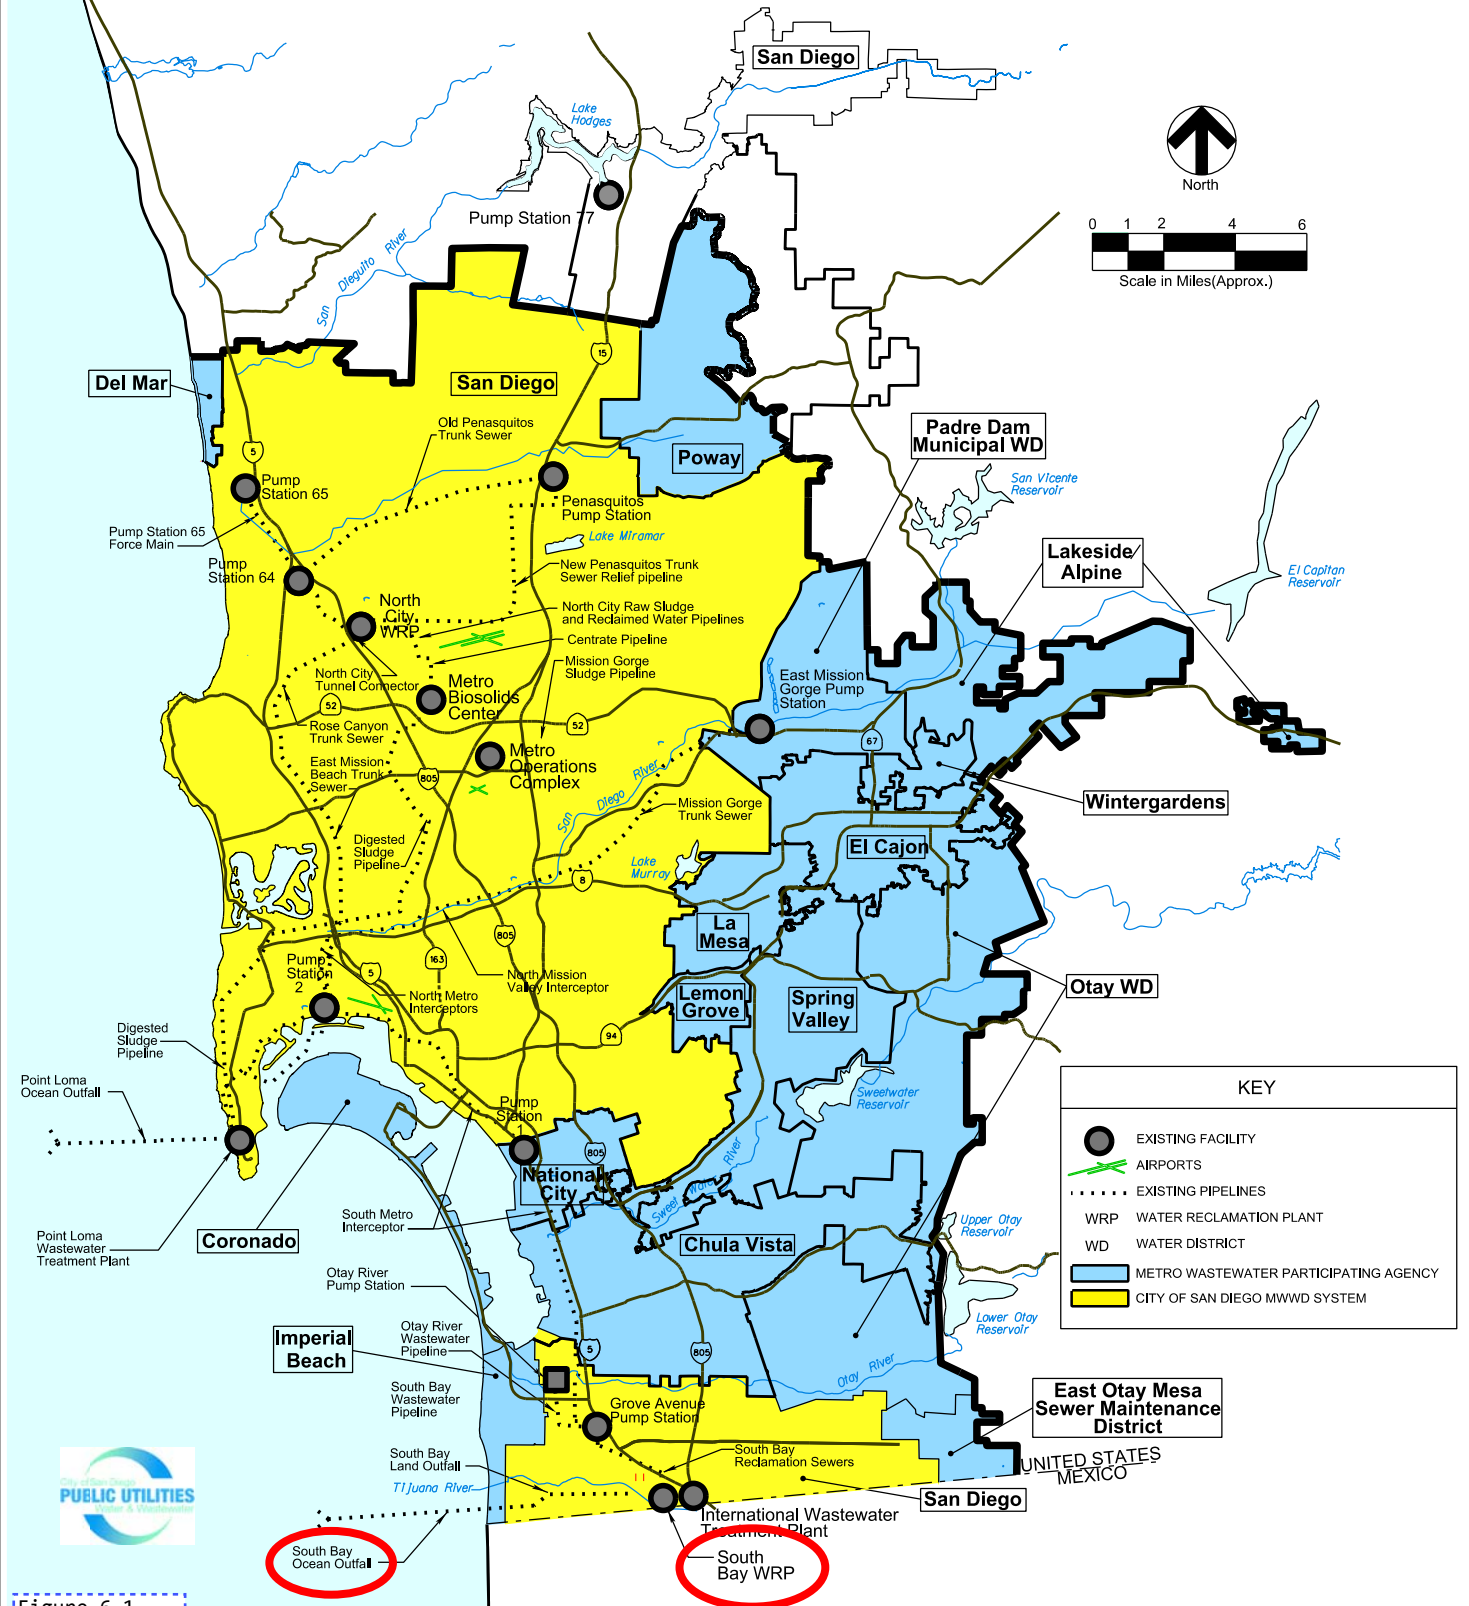 San Diego
Lake
Hodges
North
Pump Station 77
0 1 2 4 6
Scale in Miles(Approx.)
San
Dieguito
River
15
Del Mar
San Diego
Old Penasquitos
Trunk Sewer
Poway
Padre Dam
Municipal WD
5
Pump
Station 65
San Vicente
Reservoir
Penasquitos
Pump Station
Pump Station 65
Force Main
Lake Miramar
Pump
Station 64
New Penasquitos Trunk
Sewer Relief pipeline
Lakeside/
Alpine
El Capitan
Reservoir
North
City
WRP
North City Raw Sludge
and Reclaimed Water Pipelines
Centrate Pipeline
Mission Gorge
Sludge Pipeline
North City
Tunnel Connector
Metro
Biosolids
Center
East Mission
Gorge Pump
Station
52
52
Rose Canyon
Trunk Sewer
67
East Mission
Beach Trunk
Sewer
805
Metro
Operations
Complex
San
Diego
River
Wintergardens
Mission Gorge
Trunk Sewer
Digested
Sludge
Pipeline
El Cajon
Lake
Murray
8
La
Mesa
805
163
Pump
Station
2
5
North Mission
Valley Interceptor
North Metro
Interceptors
Otay WD
Lemon
Grove
Spring
Valley
Digested
Sludge
Pipeline
94
Point Loma
Ocean Outfall
Sweetwater
Reservoir
Pump
Station
1
KEY
EXISTING FACILITY
AIRPORTS
EXISTING PIPELINES
WRP WATER RECLAMATION PLANT
WD WATER DISTRICT
METRO WASTEWATER PARTICIPATING AGENCY
CITY OF SAN DIEGO MWWD SYSTEM
805
National
City
Sweet Water River
South Metro
Interceptor
Upper Otay
Reservoir
Point Loma
Wastewater
Treatment Plant
Coronado
Chula Vista
Otay River
Pump Station
Lower Otay
Reservoir
Otay River
Wastewater
Pipeline
Imperial
Beach
5
805
Otay River
South Bay
Wastewater
Pipeline
Grove Avenue
Pump Station
East Otay Mesa
Sewer Maintenance
District
South Bay
Land Outfall
South Bay
Reclamation Sewers
UNITED STATES
MEXICO
Tijuana River
San Diego
City of San Diego
PUBLIC UTILITIES
Water & Wastewater
International Wastewater
Treatment Plant
South Bay
Ocean Outfall
South
Bay WRP
Figure 6-1